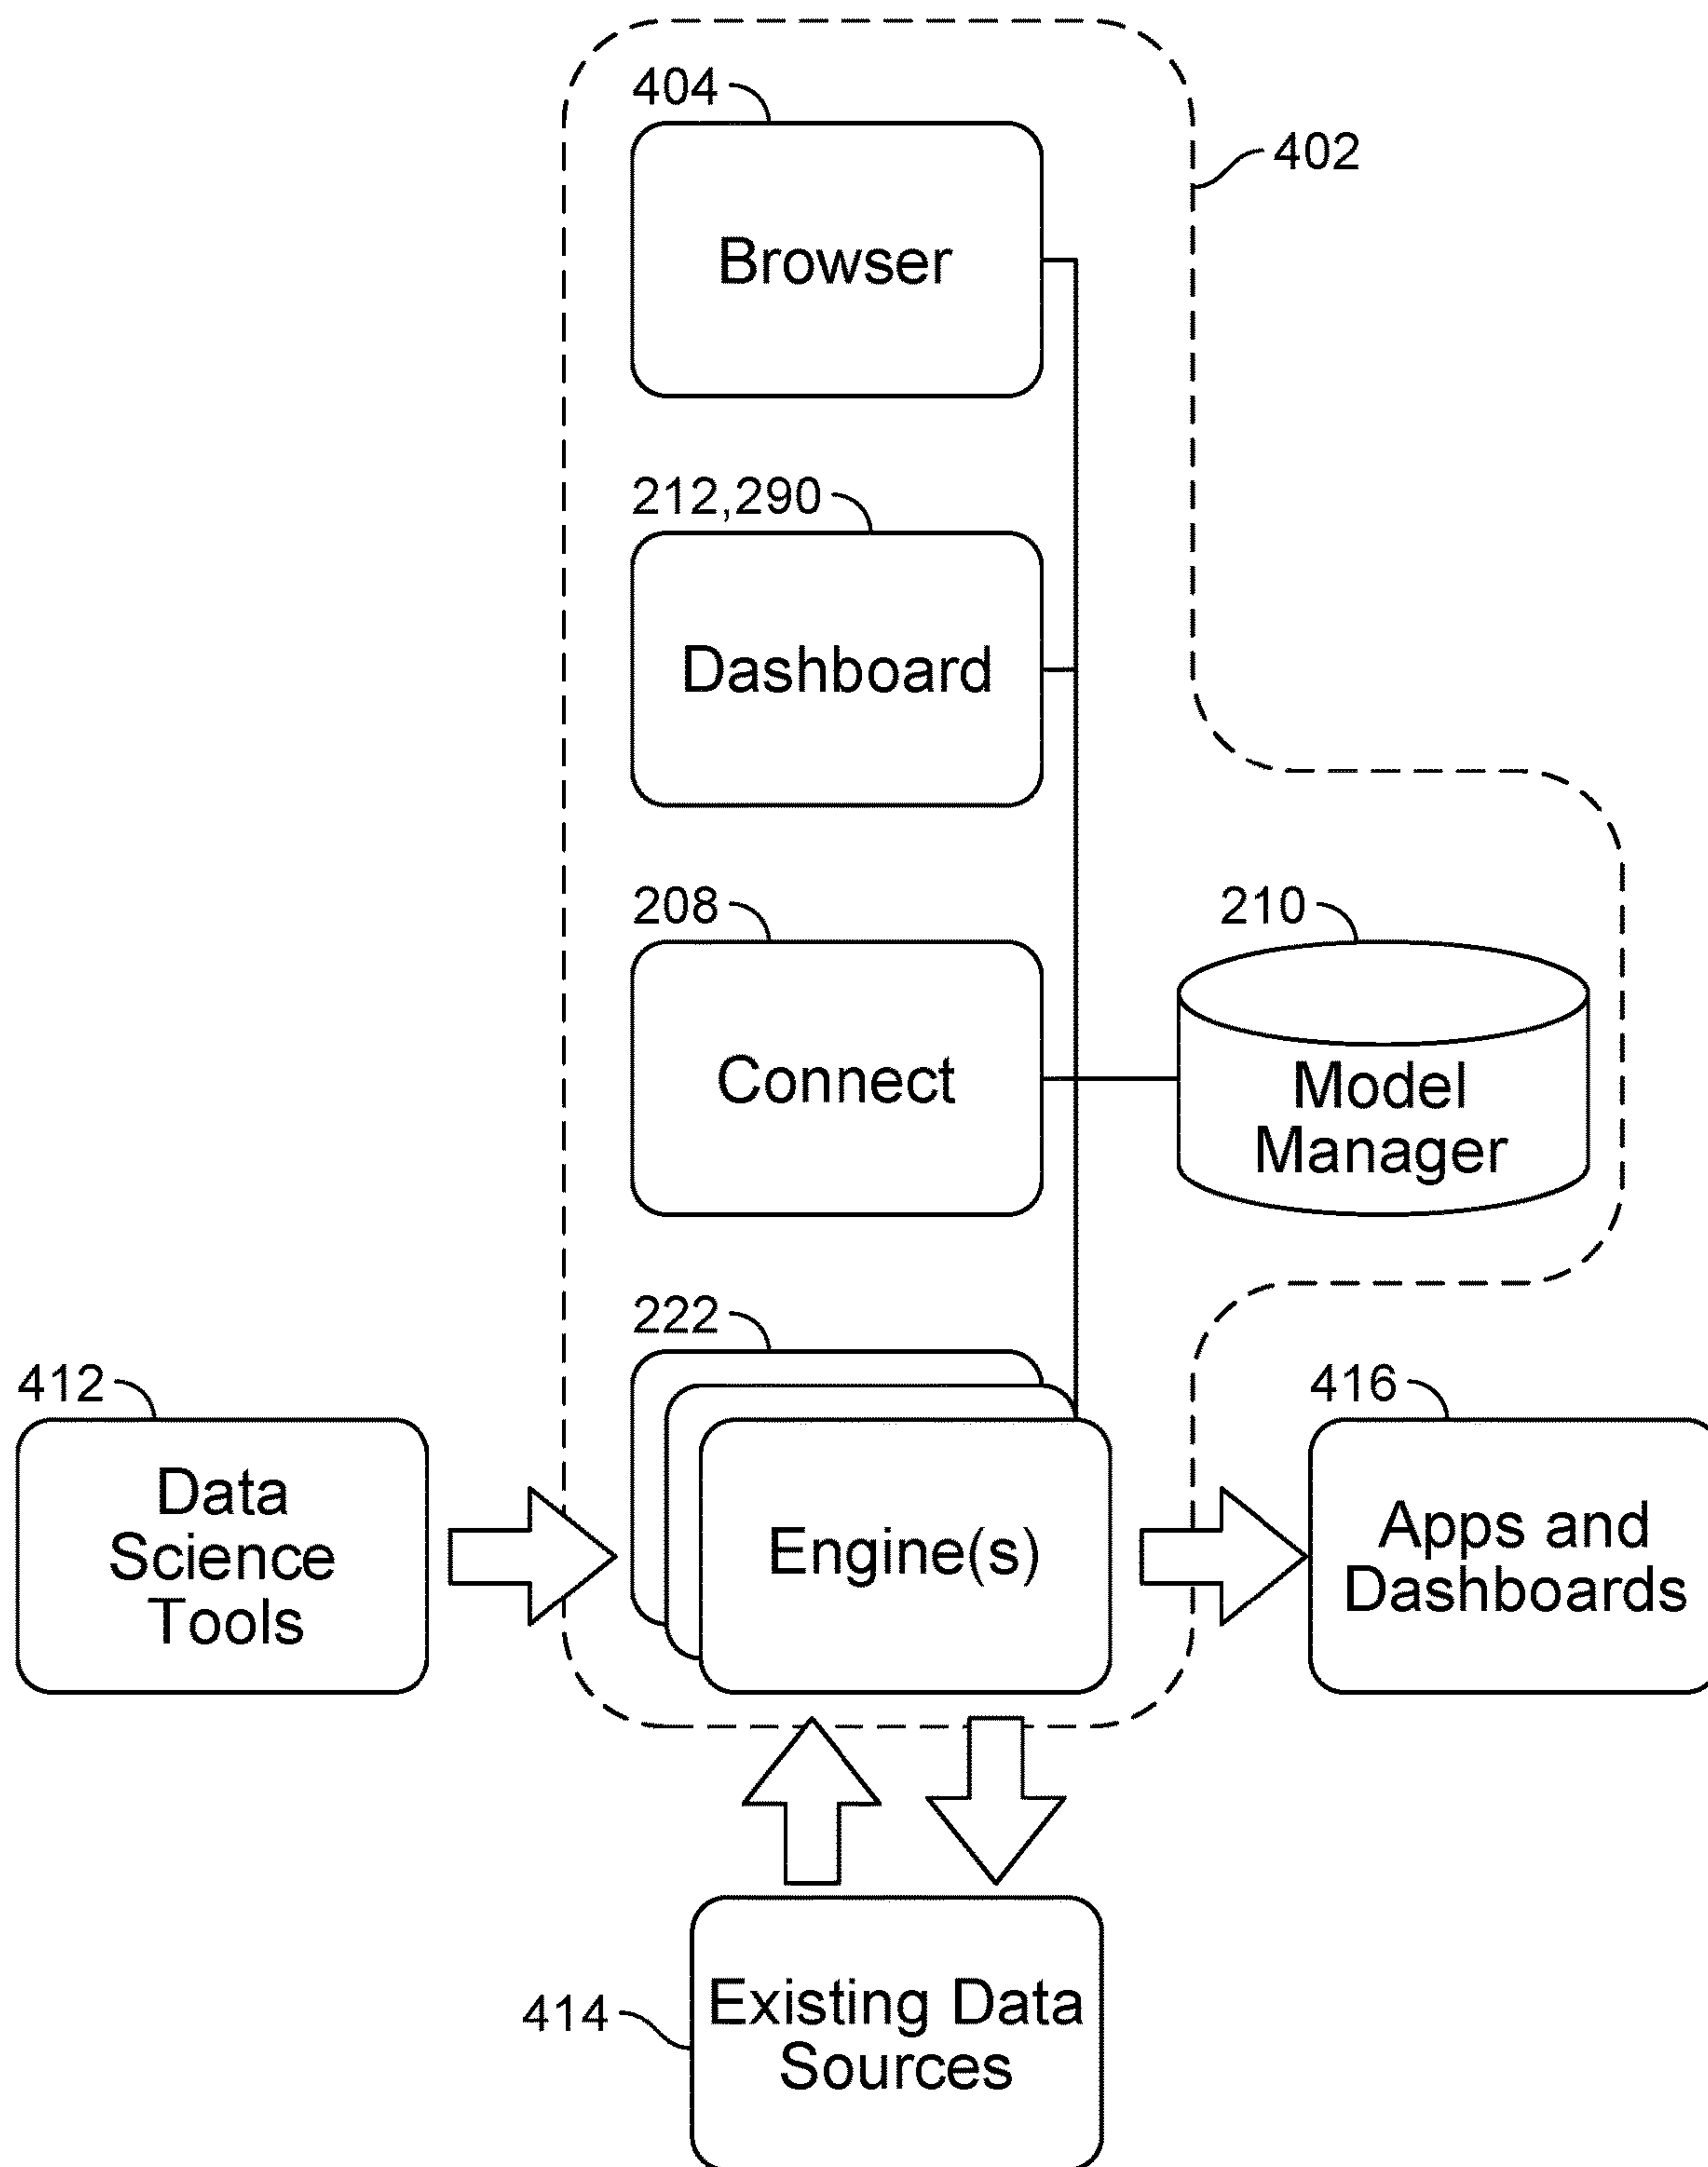 404
402
Browser
212,290
Dashboard
208
210
Connect
Model
Manager
222
412
416
Data
Science
Tools
Engine(s)
Apps and
Dashboards
414
Existing Data
Sources